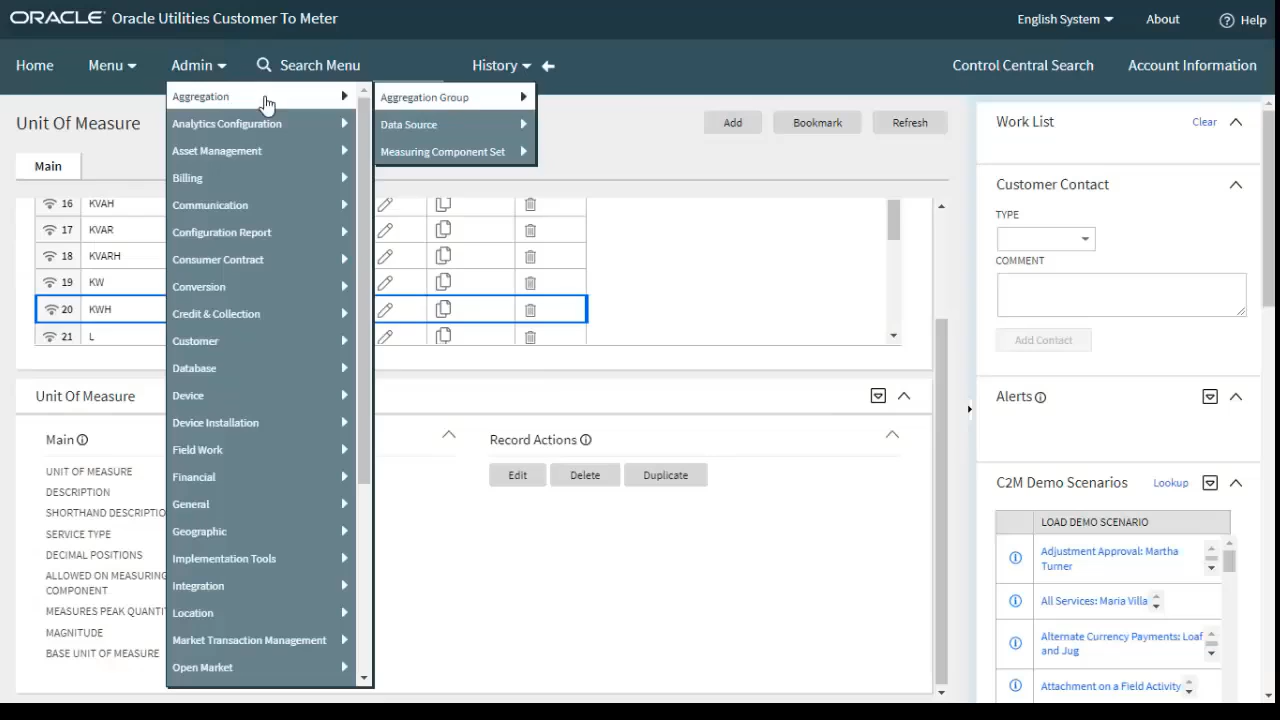 ORACLE Oracle Utilities Customer To Meter English System About Help
Home Menu Admin Search Menu History Control Central Search Account Information
Aggregation
Analytics Configuration
Asset Management
Billing
Communication
Configuration Report
Consumer Contract
Conversion
Credit & Collection
Customer
Database
Device
Device Installation
Field Work
Financial
General
Geographic
Implementation Tools
Integration
Location
Market Transaction Management
Open Market
Aggregation Group
Data Source
Measuring Component Set
Unit Of Measure
Add Bookmark Refresh
Main
16 KVAH
17 KVAR
18 KVARH
19 KW
20 KWH
21 L
Unit Of Measure
Main
UNIT OF MEASURE
DESCRIPTION
SHORTHAND DESCRIPTIO
SERVICE TYPE
DECIMAL POSITIONS
ALLOWED ON MEASURING
COMPONENT
MEASURES PEAK QUANTI
MAGNITUDE
BASE UNIT OF MEASURE
Record Actions
Edit Delete Duplicate
Work List Clear
Customer Contact
TYPE
COMMENT
Add Contact
Alerts
C2M Demo Scenarios Lookup
LOAD DEMO SCENARIO
Adjustment Approval: Martha
Turner
All Services: Maria Villa
Alternate Currency Payments: Loaf
and Jug
Attachment on a Field Activity